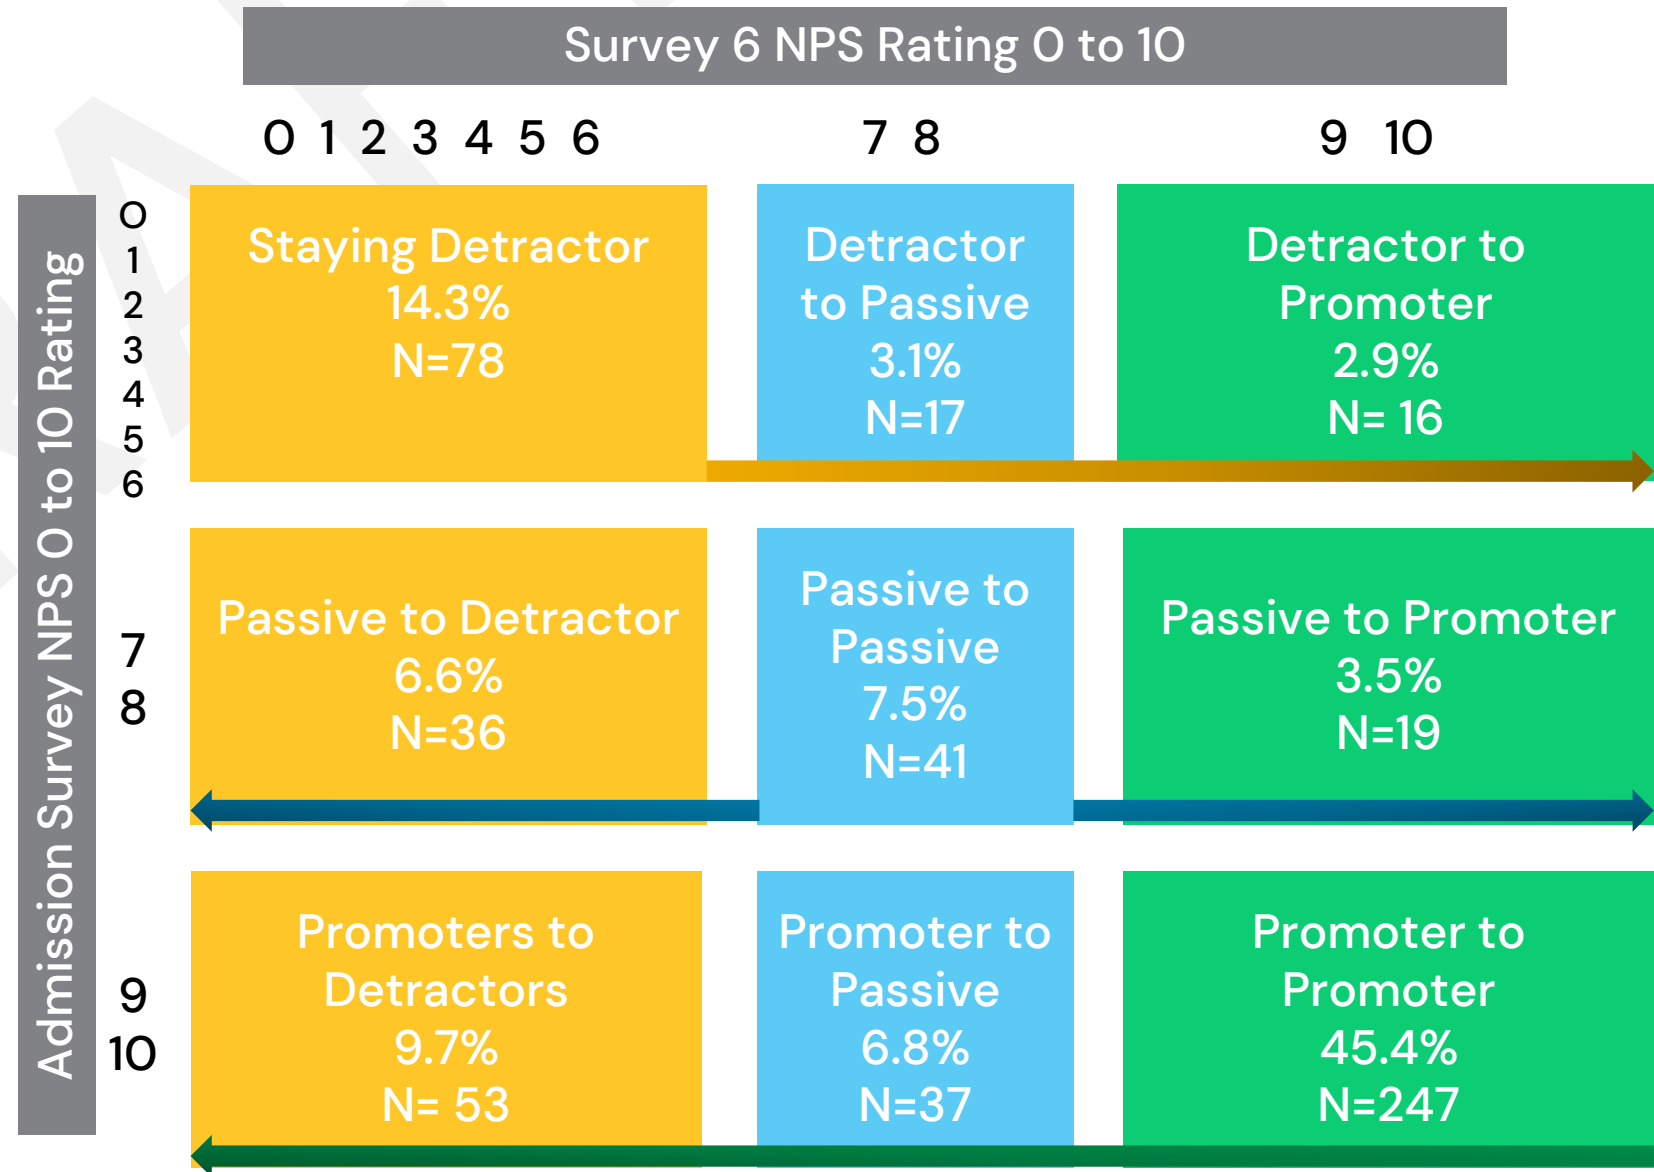 Survey 6 NPS Rating 0 to 10
0 1 2 3 4 5 6
7 8
9 10
Admission Survey NPS 0 to 10 Rating
0
1
2
3
4
5
6
Staying Detractor
14.3%
N=78
Detractor
to Passive
3.1%
N=17
Detractor to
Promoter
2.9%
N= 16
7
8
Passive to Detractor
6.6%
N=36
Passive to
Passive
7.5%
N=41
Passive to Promoter
3.5%
N=19
9
10
Promoters to
Detractors
9.7%
N= 53
Promoter to
Passive
6.8%
N=37
Promoter to
Promoter
45.4%
N=247